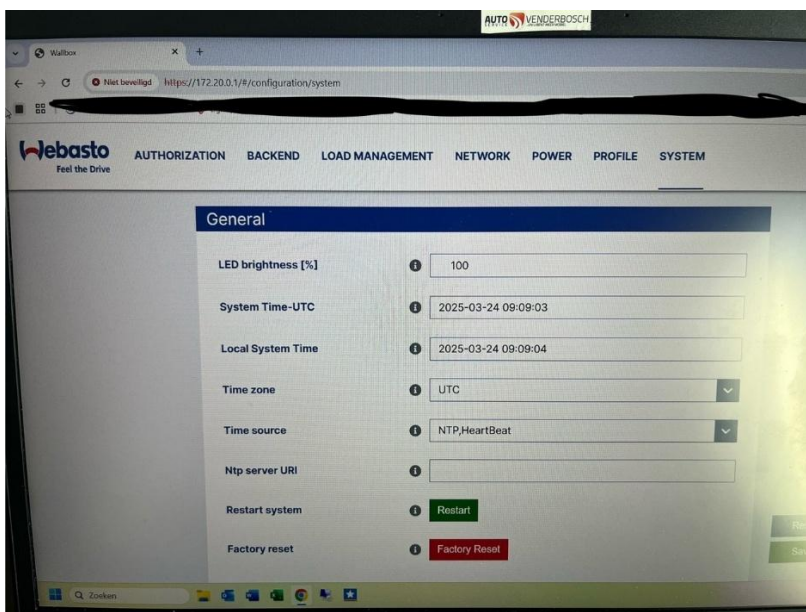 AUTO VENDERBOSCH
SERVICE
Wallbox
Niet beveiligd https://172.20.0.1/#/configuration/system
Webasto
Feel the Drive
AUTHORIZATION BACKEND LOAD MANAGEMENT NETWORK POWER PROFILE SYSTEM
General
LED brightness [%] 100
System Time-UTC 2025-03-24 09:09:03
Local System Time 2025-03-24 09:09:04
Time zone UTC
Time source NTP,HeartBeat
Ntp server URI
Restart system Restart
Factory reset Factory Reset
Zoeken